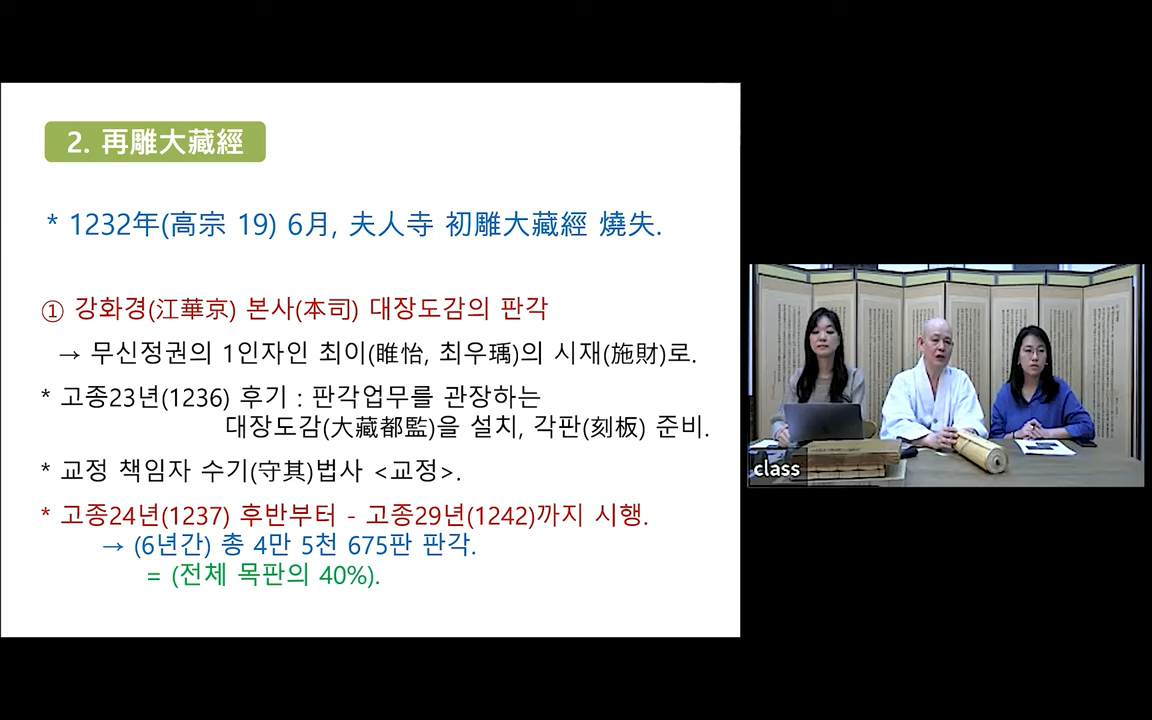 2. 再雕大藏經
* 1232年(高宗 19) 6月, 夫人寺 初雕大藏經 燒失.
① 강화경(江華京) 본사(本司) 대장도감의 판각
→ 무신정권의 1인자인 최이(睢怡, 최우瑀)의 시재(施財)로.
* 고종23년(1236) 후기 : 판각업무를 관장하는
대장도감(大藏都監)을 설치, 각판(刻板) 준비.
* 교정 책임자 수기(守其)법사 <교정>.
* 고종24년(1237) 후반부터 - 고종29년(1242)까지 시행.
→ (6년간) 총 4만 5천 675판 판각.
= (전체 목판의 40%).
class